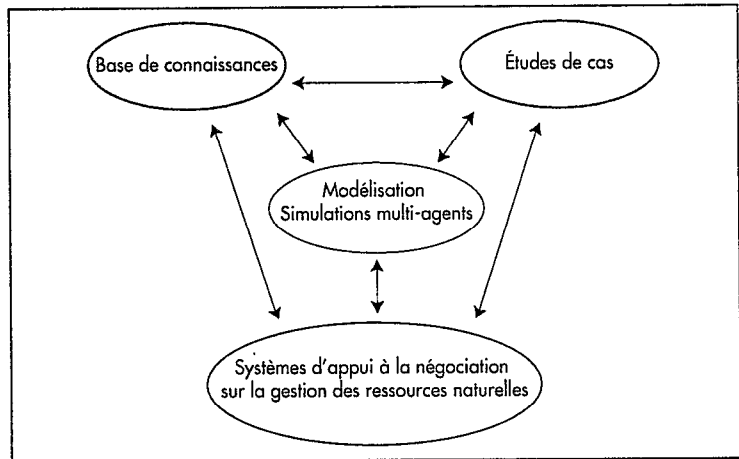 Base de connaissances
Études de cas
Modélisation
Simulations multi-agents
Systèmes d'appui à la négociation
sur la gestion des ressources naturelles